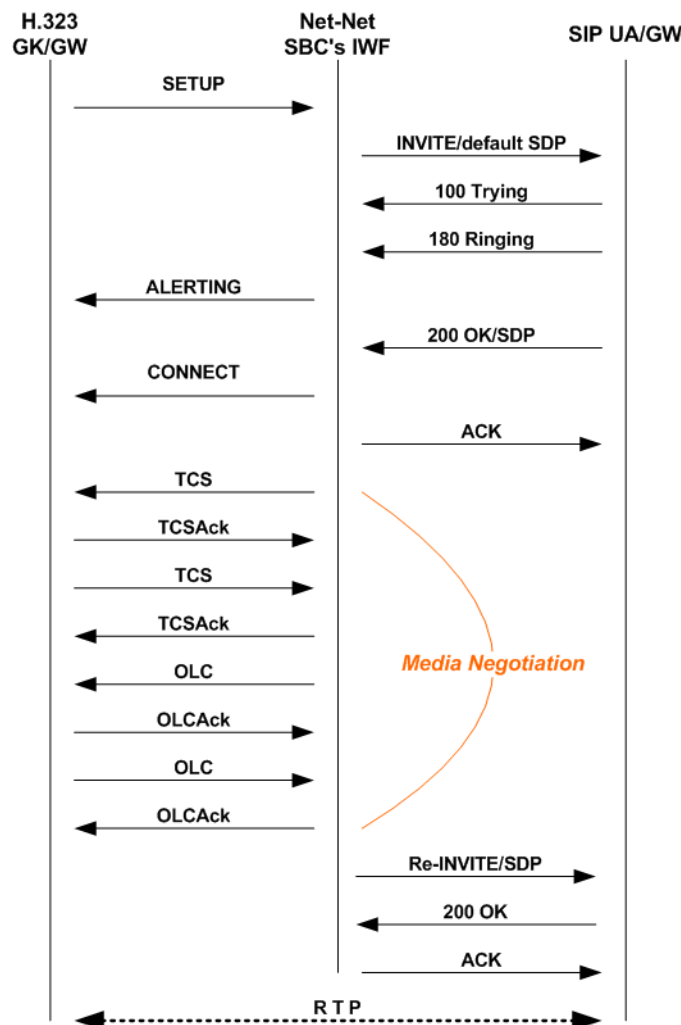 H.323
GK/GW
Net-Net
SBC's IWF
SIP UA/GW
SETUP
INVITE/default SDP
100 Trying
180 Ringing
ALERTING
200 OK/SDP
CONNECT
ACK
TCS
TCSAck
TCS
TCSAck
Media Negotiation
OLC
OLCAck
OLC
OLCAck
Re-INVITE/SDP
200 OK
ACK
R T P